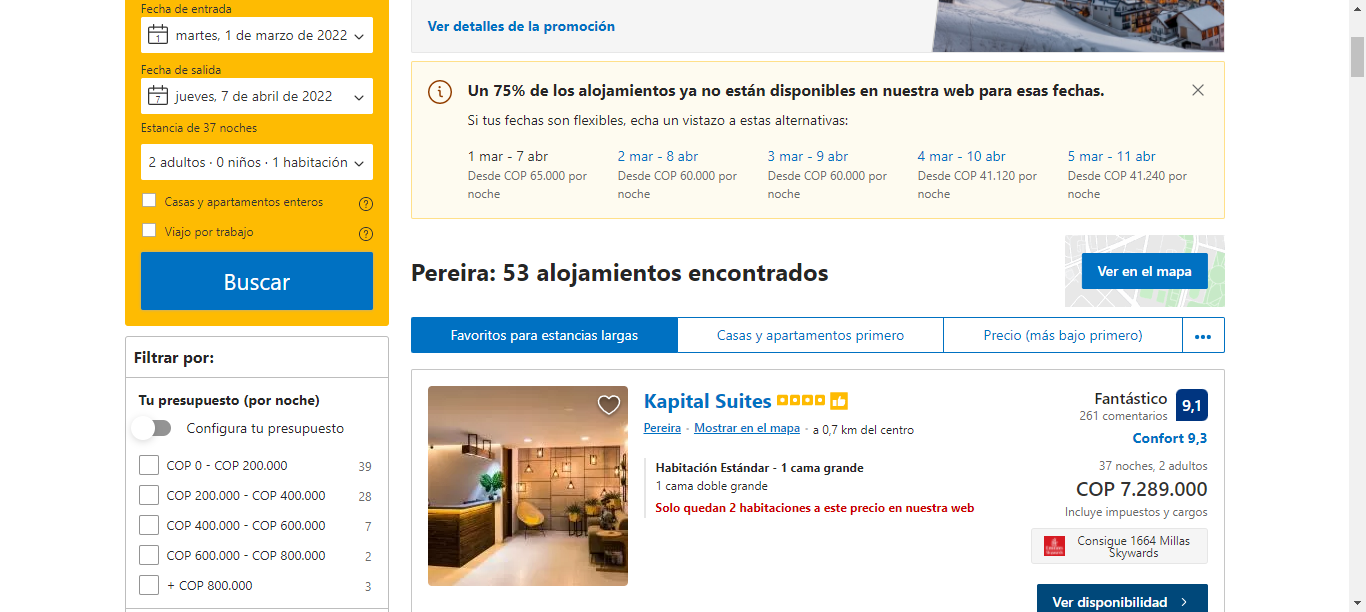 Fecha de entrada
1
martes, 1 de marzo de 2022
Fecha de salida
7
jueves, 7 de abril de 2022
Estancia de 37 noches
2 adultos · 0 niños · 1 habitación
Casas y apartamentos enteros
?
Viajo por trabajo
?
Buscar
Filtrar por:
Tu presupuesto (por noche)
Configura tu presupuesto
COP 0 - COP 200.000 39
COP 200.000 - COP 400.000 28
COP 400.000 - COP 600.000 7
COP 600.000 - COP 800.000 2
+ COP 800.000 3
Ver detalles de la promoción
Un 75% de los alojamientos ya no están disponibles en nuestra web para esas fechas.
Si tus fechas son flexibles, echa un vistazo a estas alternativas:
1 mar - 7 abr
Desde COP 65.000 por
noche
2 mar - 8 abr
Desde COP 60.000 por
noche
3 mar - 9 abr
Desde COP 60.000 por
noche
4 mar - 10 abr
Desde COP 41.120 por
noche
5 mar - 11 abr
Desde COP 41.240 por
noche
Pereira: 53 alojamientos encontrados
Ver en el mapa
Favoritos para estancias largas
Casas y apartamentos primero
Precio (más bajo primero)
•••
Kapital Suites
Pereira · Mostrar en el mapa · a 0,7 km del centro
Habitación Estándar - 1 cama grande
1 cama doble grande
Solo quedan 2 habitaciones a este precio en nuestra web
Fantástico
9,1
261 comentarios
Confort 9,3
37 noches, 2 adultos
COP 7.289.000
Incluye impuestos y cargos
Consigue 1664 Millas
Skywards
Ver disponibilidad